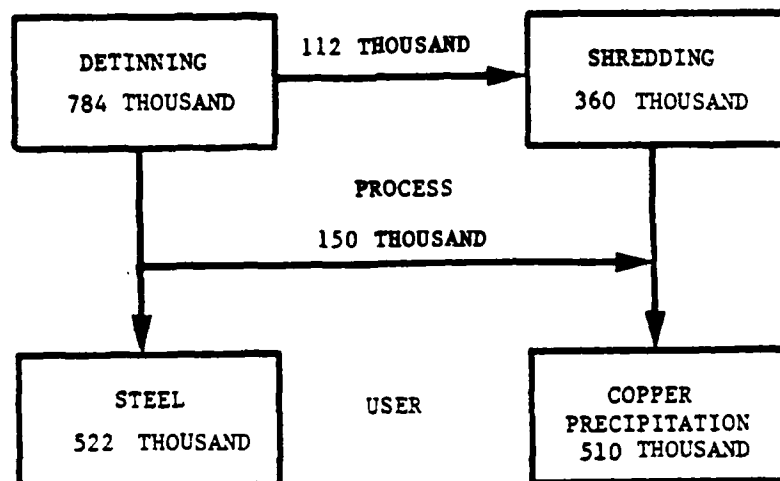 DETINNING
784 THOUSAND
112 THOUSAND
SHREDDING
360 THOUSAND
PROCESS
150 THOUSAND
STEEL
522 THOUSAND
USER
COPPER
PRECIPITATION
510 THOUSAND